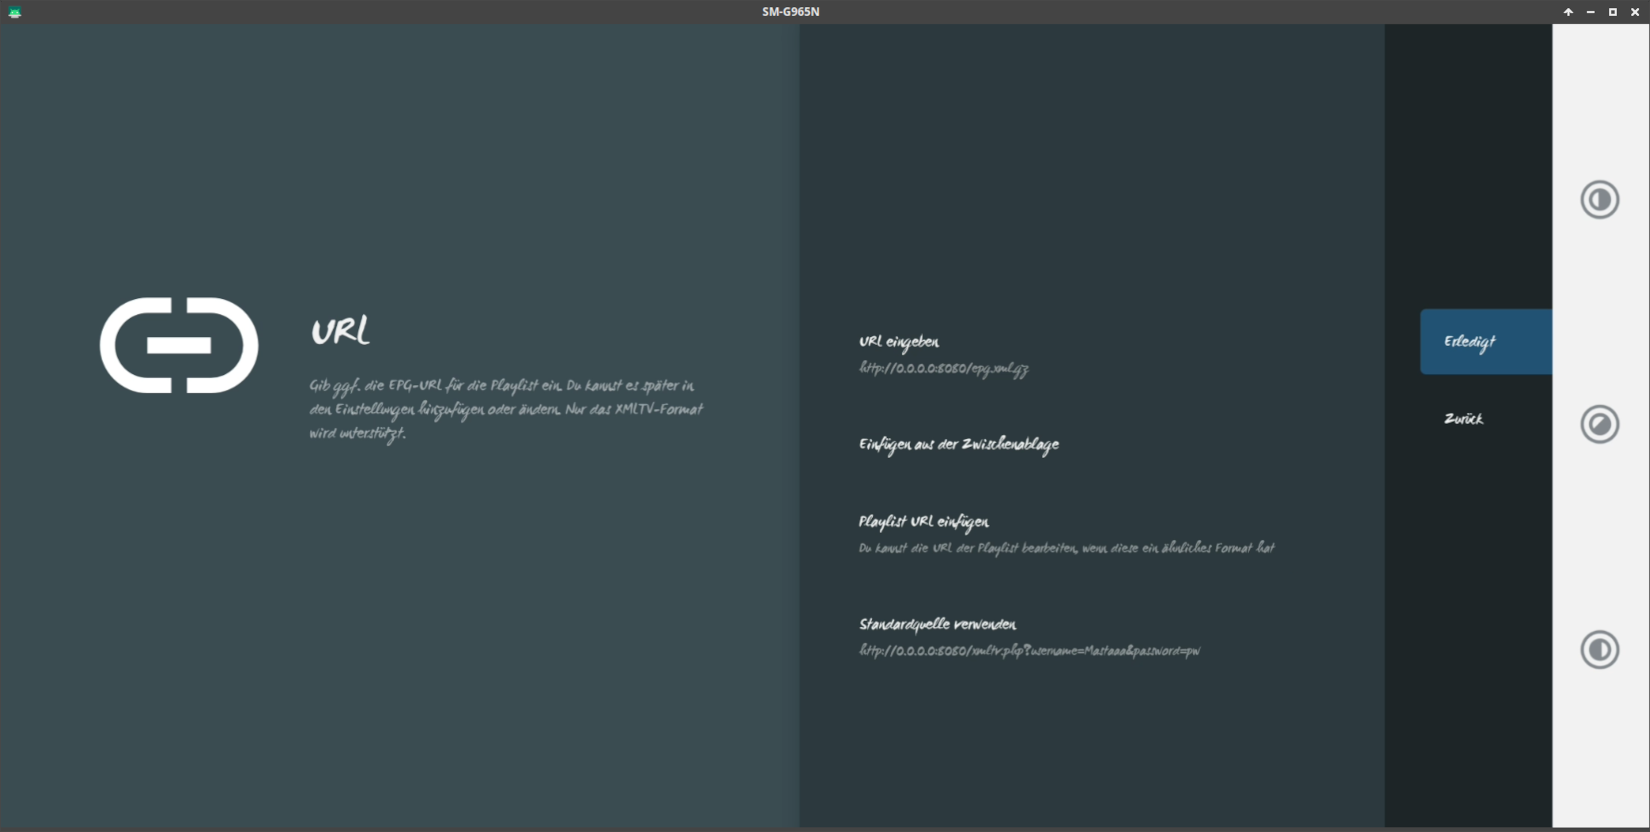 SM-G965N
URL
Gib ggf. die EPG-URL für die Playlist ein. Du kannst es später in
den Einstellungen hinzufügen oder ändern. Nur das XMLTV-Format
wird unterstützt.
URL eingeben
http://0.0.0.0:8080/epg.xml.gz
Einfügen aus der Zwischenablage
Playlist URL einfügen
Du kannst die URL der Playlist bearbeiten, wenn diese ein ähnliches Format hat
Standardquelle verwenden
http://0.0.0.0:8080/xmltv.php?username=Mastaaa&password=pw
Erledigt
Zurück